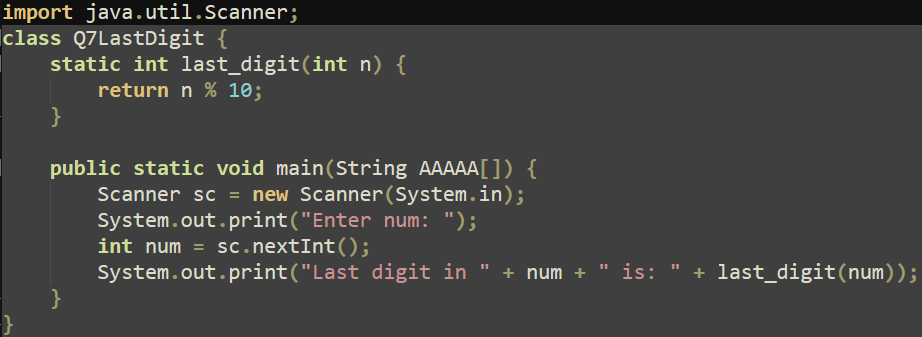 import java.util.Scanner;
class Q7LastDigit {
    static int last_digit(int n) {
        return n % 10;
    }

    public static void main(String AAAAA[]) {
        Scanner sc = new Scanner(System.in);
        System.out.print("Enter num: ");
        int num = sc.nextInt();
        System.out.print("Last digit in " + num + " is: " + last_digit(num));
    }
}